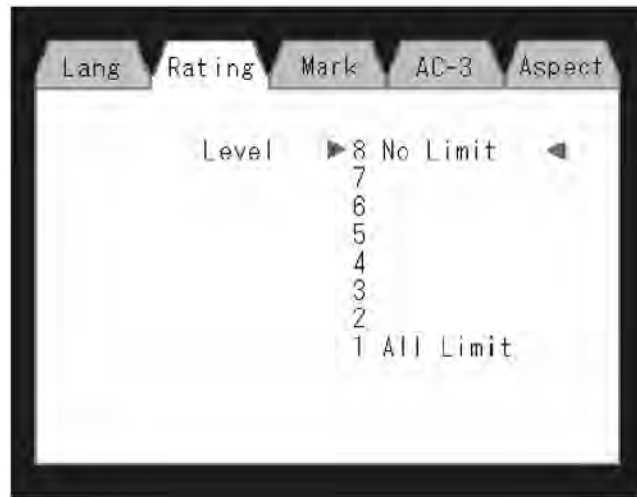 Lang Rating Mark AC-3 Aspect
Level ▶ 8 No Limit ◀
7
6
5
4
3
2
1 All Limit